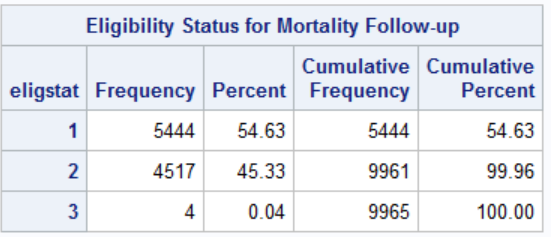 Eligibility Status for Mortality Follow-up
eligstat Frequency Percent Cumulative Frequency Cumulative Percent
1 5444 54.63 5444 54.63
2 4517 45.33 9961 99.96
3 4 0.04 9965 100.00